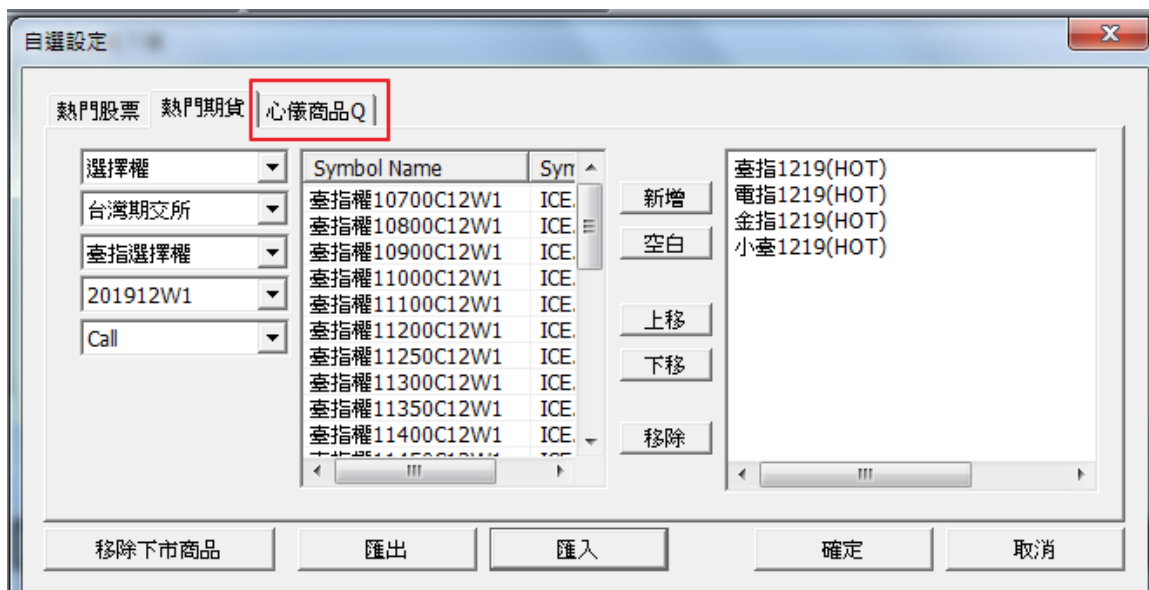 自選設定
熱門股票 熱門期貨 心儀商品Q
選擇權
台灣期交所
臺指選擇權
201912W1
Call
Symbol Name Sym
臺指權10700C12W1 ICE.
臺指權10800C12W1 ICE.
臺指權10900C12W1 ICE.
臺指權11000C12W1 ICE.
臺指權11100C12W1 ICE.
臺指權11200C12W1 ICE.
臺指權11250C12W1 ICE.
臺指權11300C12W1 ICE.
臺指權11350C12W1 ICE.
臺指權11400C12W1 ICE.
新增
空白
上移
下移
移除
臺指1219(HOT)
電指1219(HOT)
金指1219(HOT)
小臺1219(HOT)
移除下市商品 匯出 匯入 確定 取消